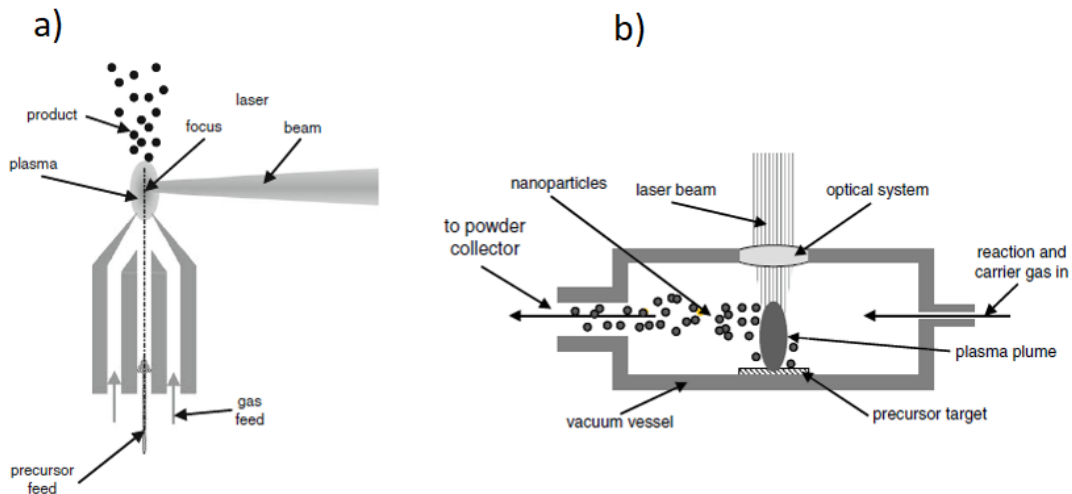 a)
product
plasma
laser
focus
beam
gas
feed
precursor
feed
b)
nanoparticles
laser beam
optical system
to powder
collector
reaction and
carrier gas in
plasma plume
vacuum vessel
precursor target